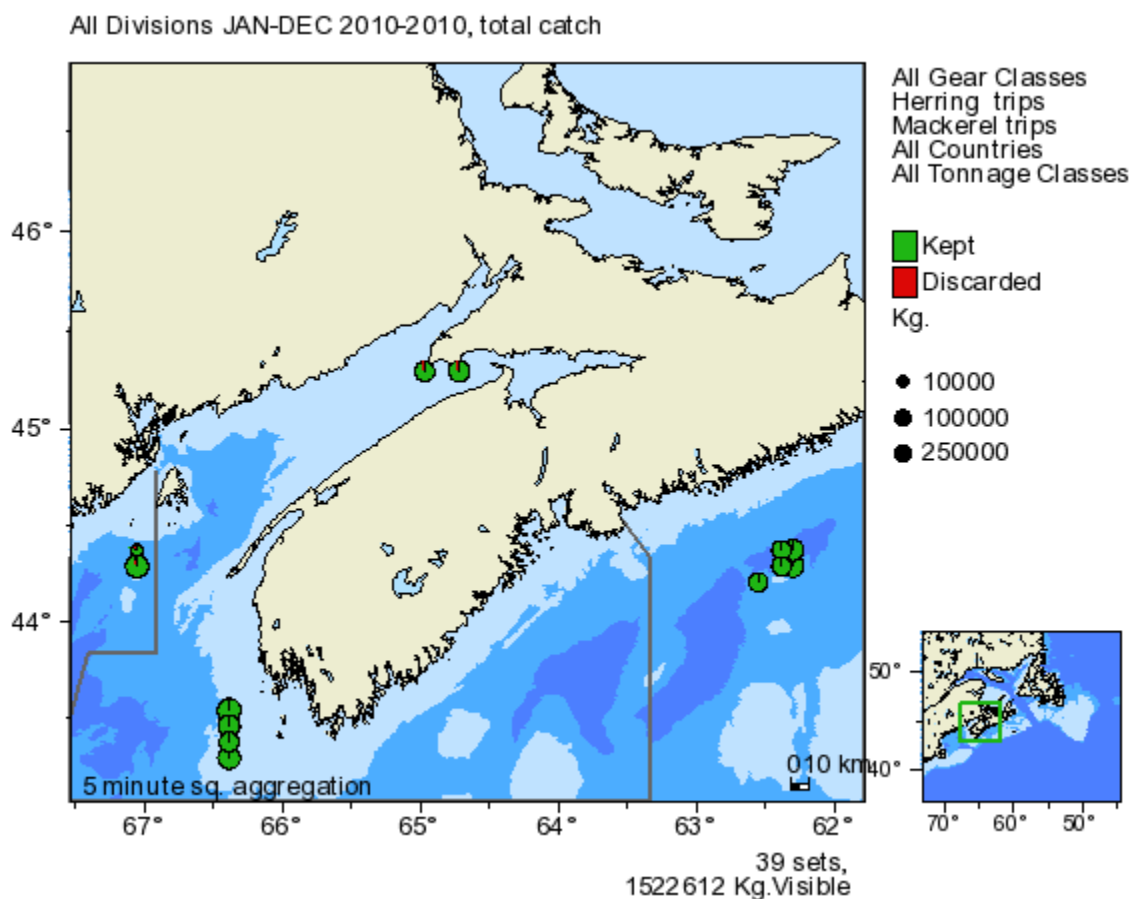 All Divisions JAN-DEC 2010-2010, total catch
All Gear Classes
Herring trips
Mackerel trips
All Countries
All Tonnage Classes
Kept
Discarded
Kg.
10000
100000
250000
46°
45°
44°
5 minute sq. aggregation
010 km
67°
66°
65°
64°
63°
62°
50°
40°
70°
60°
50°
39 sets,
1522612 Kg.Visible